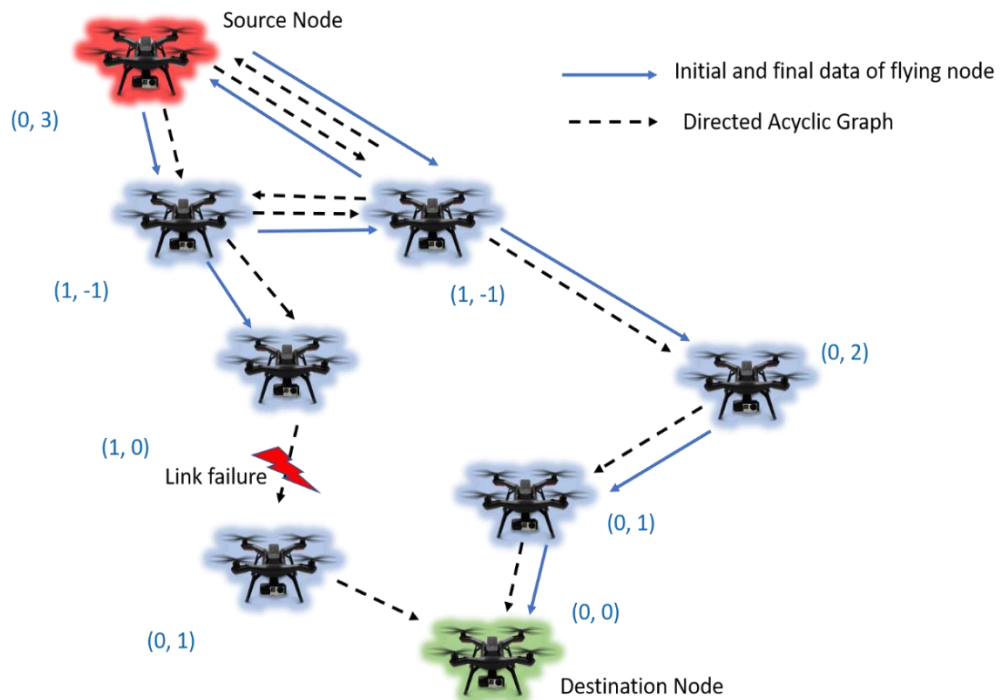 Source Node
Initial and final data of flying node
(0, 3)
Directed Acyclic Graph
(1, -1)
(1, -1)
(0, 2)
(1, 0)
Link failure
(0, 1)
(0, 0)
(0, 1)
Destination Node